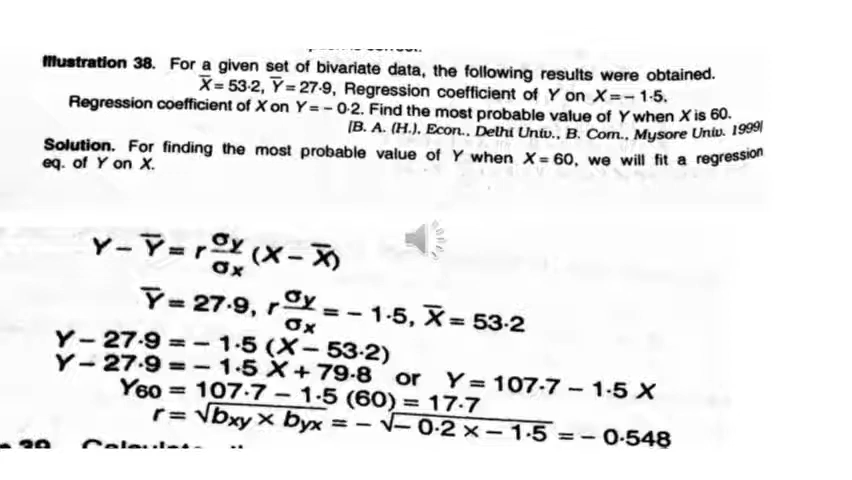 Illustration 38. For a given set of bivariate data, the following results were obtained.
X̅ = 53·2, Y̅ = 27·9, Regression coefficient of Y on X = – 1·5.
Regression coefficient of X on Y = – 0·2. Find the most probable value of Y when X is 60.
[B. A. (H.). Econ., Delhi Univ., B. Com., Mysore Univ. 1999]
Solution. For finding the most probable value of Y when X = 60, we will fit a regression
eq. of Y on X.
Y – Y̅ = r σy/σx (X – X̅)
Y̅ = 27·9, r σy/σx = – 1·5, X̅ = 53·2
Y – 27·9 = – 1·5 (X – 53·2)
Y – 27·9 = – 1·5 X + 79·8 or Y = 107·7 – 1·5 X
Y60 = 107·7 – 1·5 (60) = 17·7
r = √bxy × byx = – √– 0·2 × – 1·5 = – 0·548